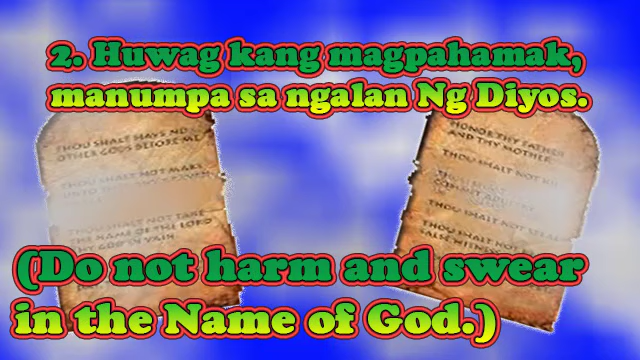 2. Huwag kang magpahamak,
manumpa sa ngalan Ng Diyos.
THOU SHALT HAVE NO
OTHER GODS BEFORE ME
THOU SHALT NOT MAKE
THOU SHALT NOT TAKE
THE NAME OF THE LORD
MY GOD IN VAIN
HONOR THY FATHER
AND THY MOTHER
THOU SHALT NOT KILL
THOU SHALT NOT
(Do not harm and swear
in the Name of God.)